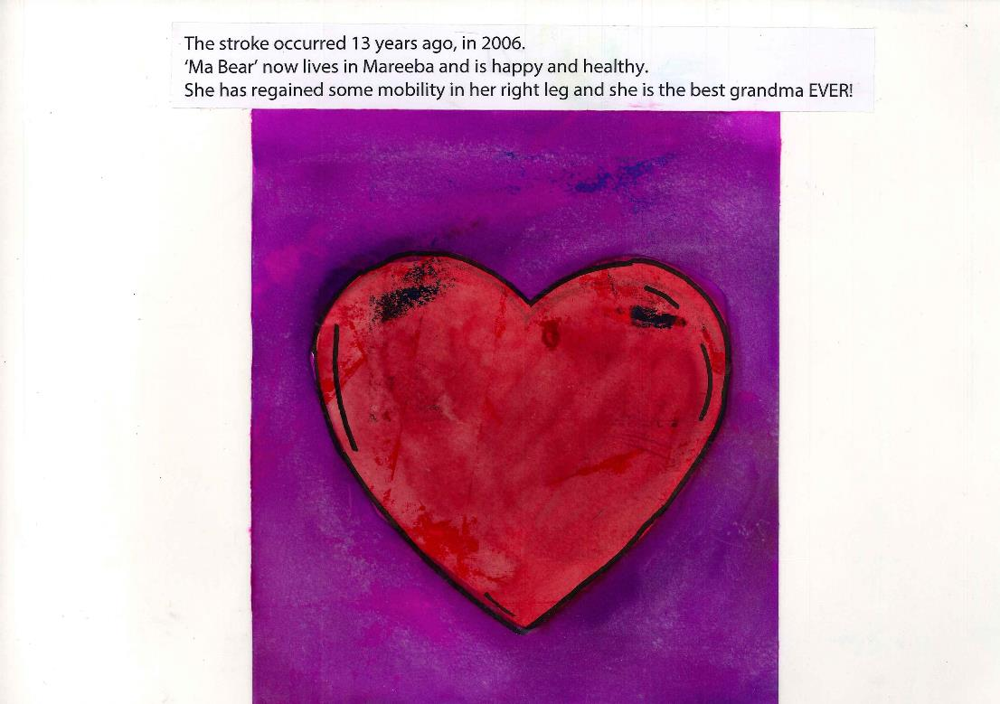 The stroke occurred 13 years ago, in 2006.
‘Ma Bear’ now lives in Mareeba and is happy and healthy.
She has regained some mobility in her right leg and she is the best grandma EVER!